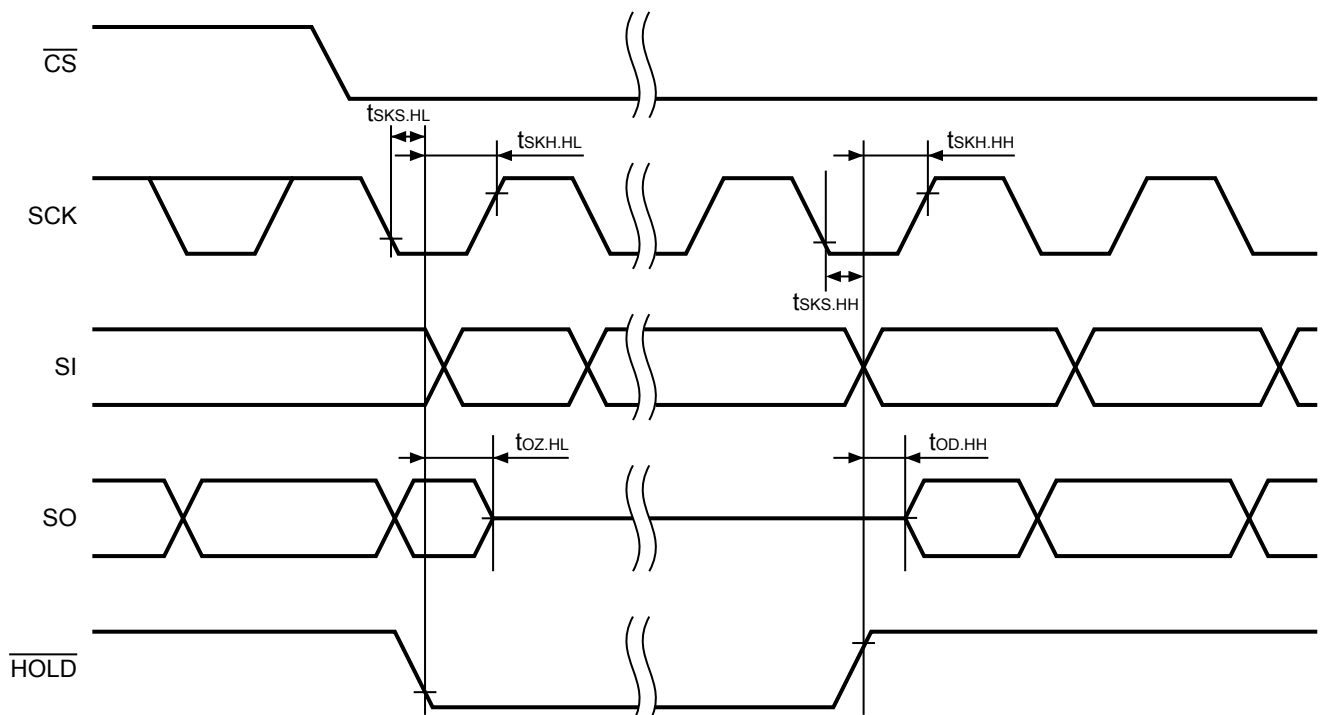 CS
tSKS.HL
tSKH.HL
tSKH.HH
SCK
tSKS.HH
SI
tOZ.HL
tOD.HH
SO
HOLD